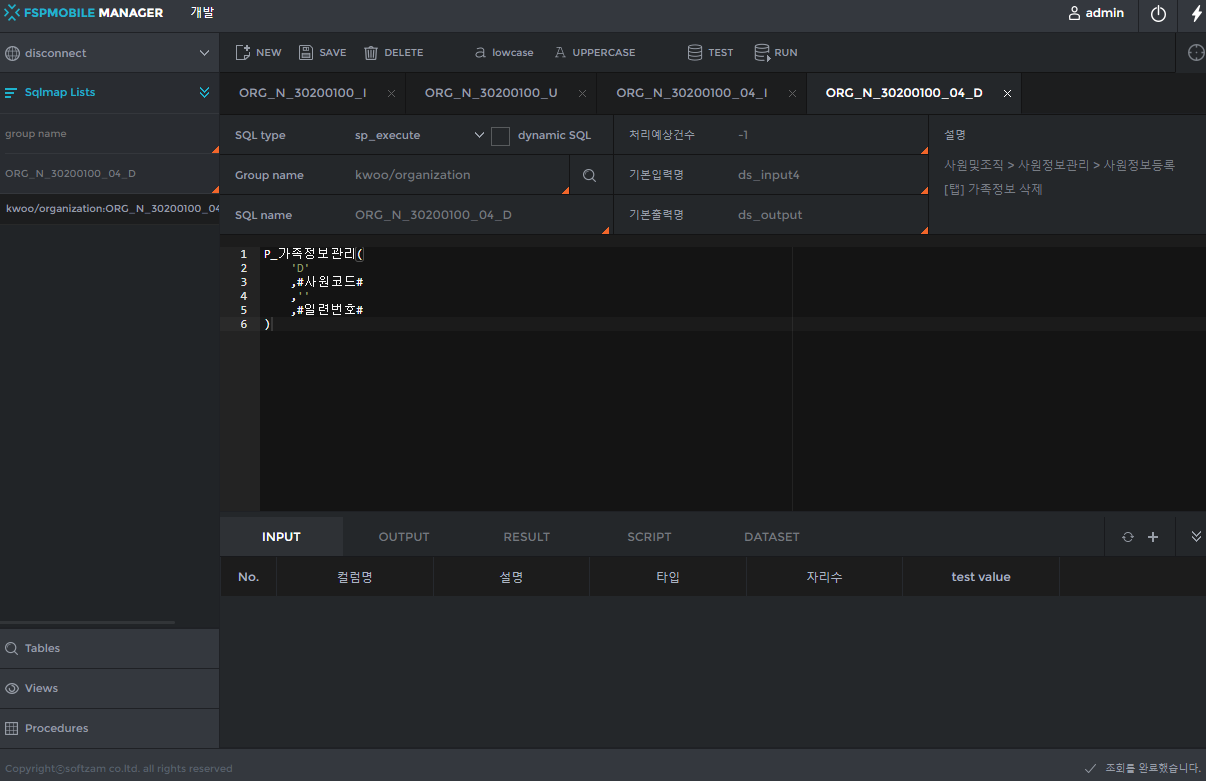 FSPMOBILE MANAGER 개발 admin
disconnect NEW SAVE DELETE a lowcase A UPPERCASE TEST RUN
Sqlmap Lists ORG_N_30200100_I ORG_N_30200100_U ORG_N_30200100_04_I ORG_N_30200100_04_D
group name
ORG_N_30200100_04_D
kwoo/organization:ORG_N_30200100_04
SQL type sp_execute dynamic SQL 처리예상건수 -1 설명
Group name kwoo/organization 기본입력명 ds_input4 사원및조직 > 사원정보관리 > 사원정보등록
[탭] 가족정보 삭제
SQL name ORG_N_30200100_04_D 기본출력명 ds_output
1 P_가족정보관리(
2 'D'
3 ,#사원코드#
4 ,''
5 ,#일련번호#
6 )
INPUT OUTPUT RESULT SCRIPT DATASET
No. 컬럼명 설명 타입 자리수 test value
Tables
Views
Procedures
Copyrightⓒsoftzam co.ltd. all rights reserved 조회를 완료했습니다.